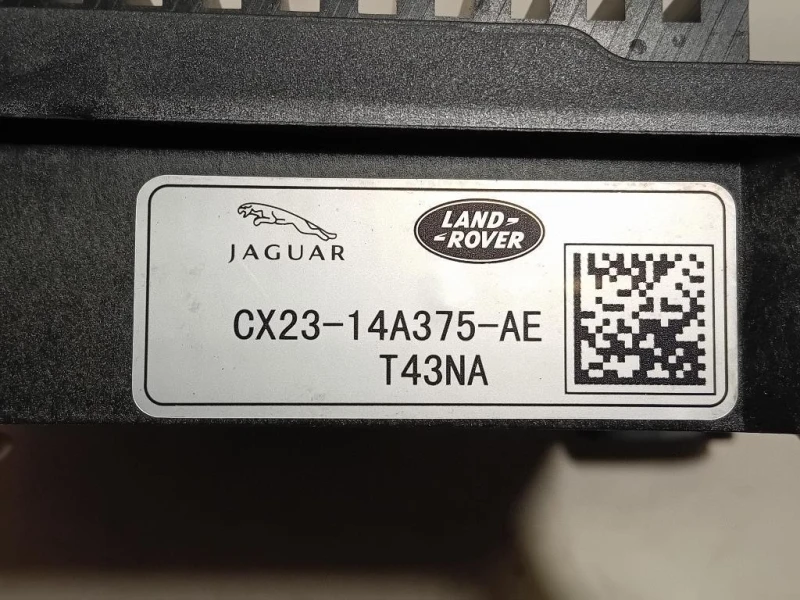 JAGUAR
LAND-
-ROVER
CX23-14A375-AE
T43NA